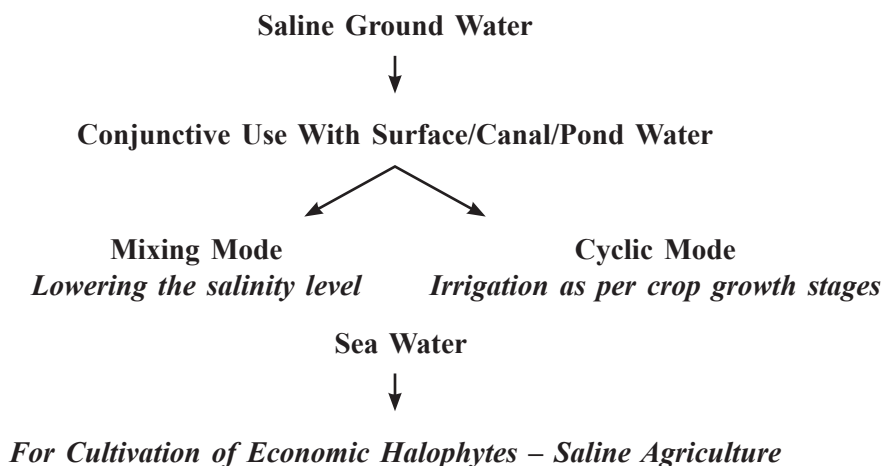 Saline Ground Water
Conjunctive Use With Surface/Canal/Pond Water
Mixing Mode
Lowering the salinity level
Cyclic Mode
Irrigation as per crop growth stages
Sea Water
For Cultivation of Economic Halophytes – Saline Agriculture